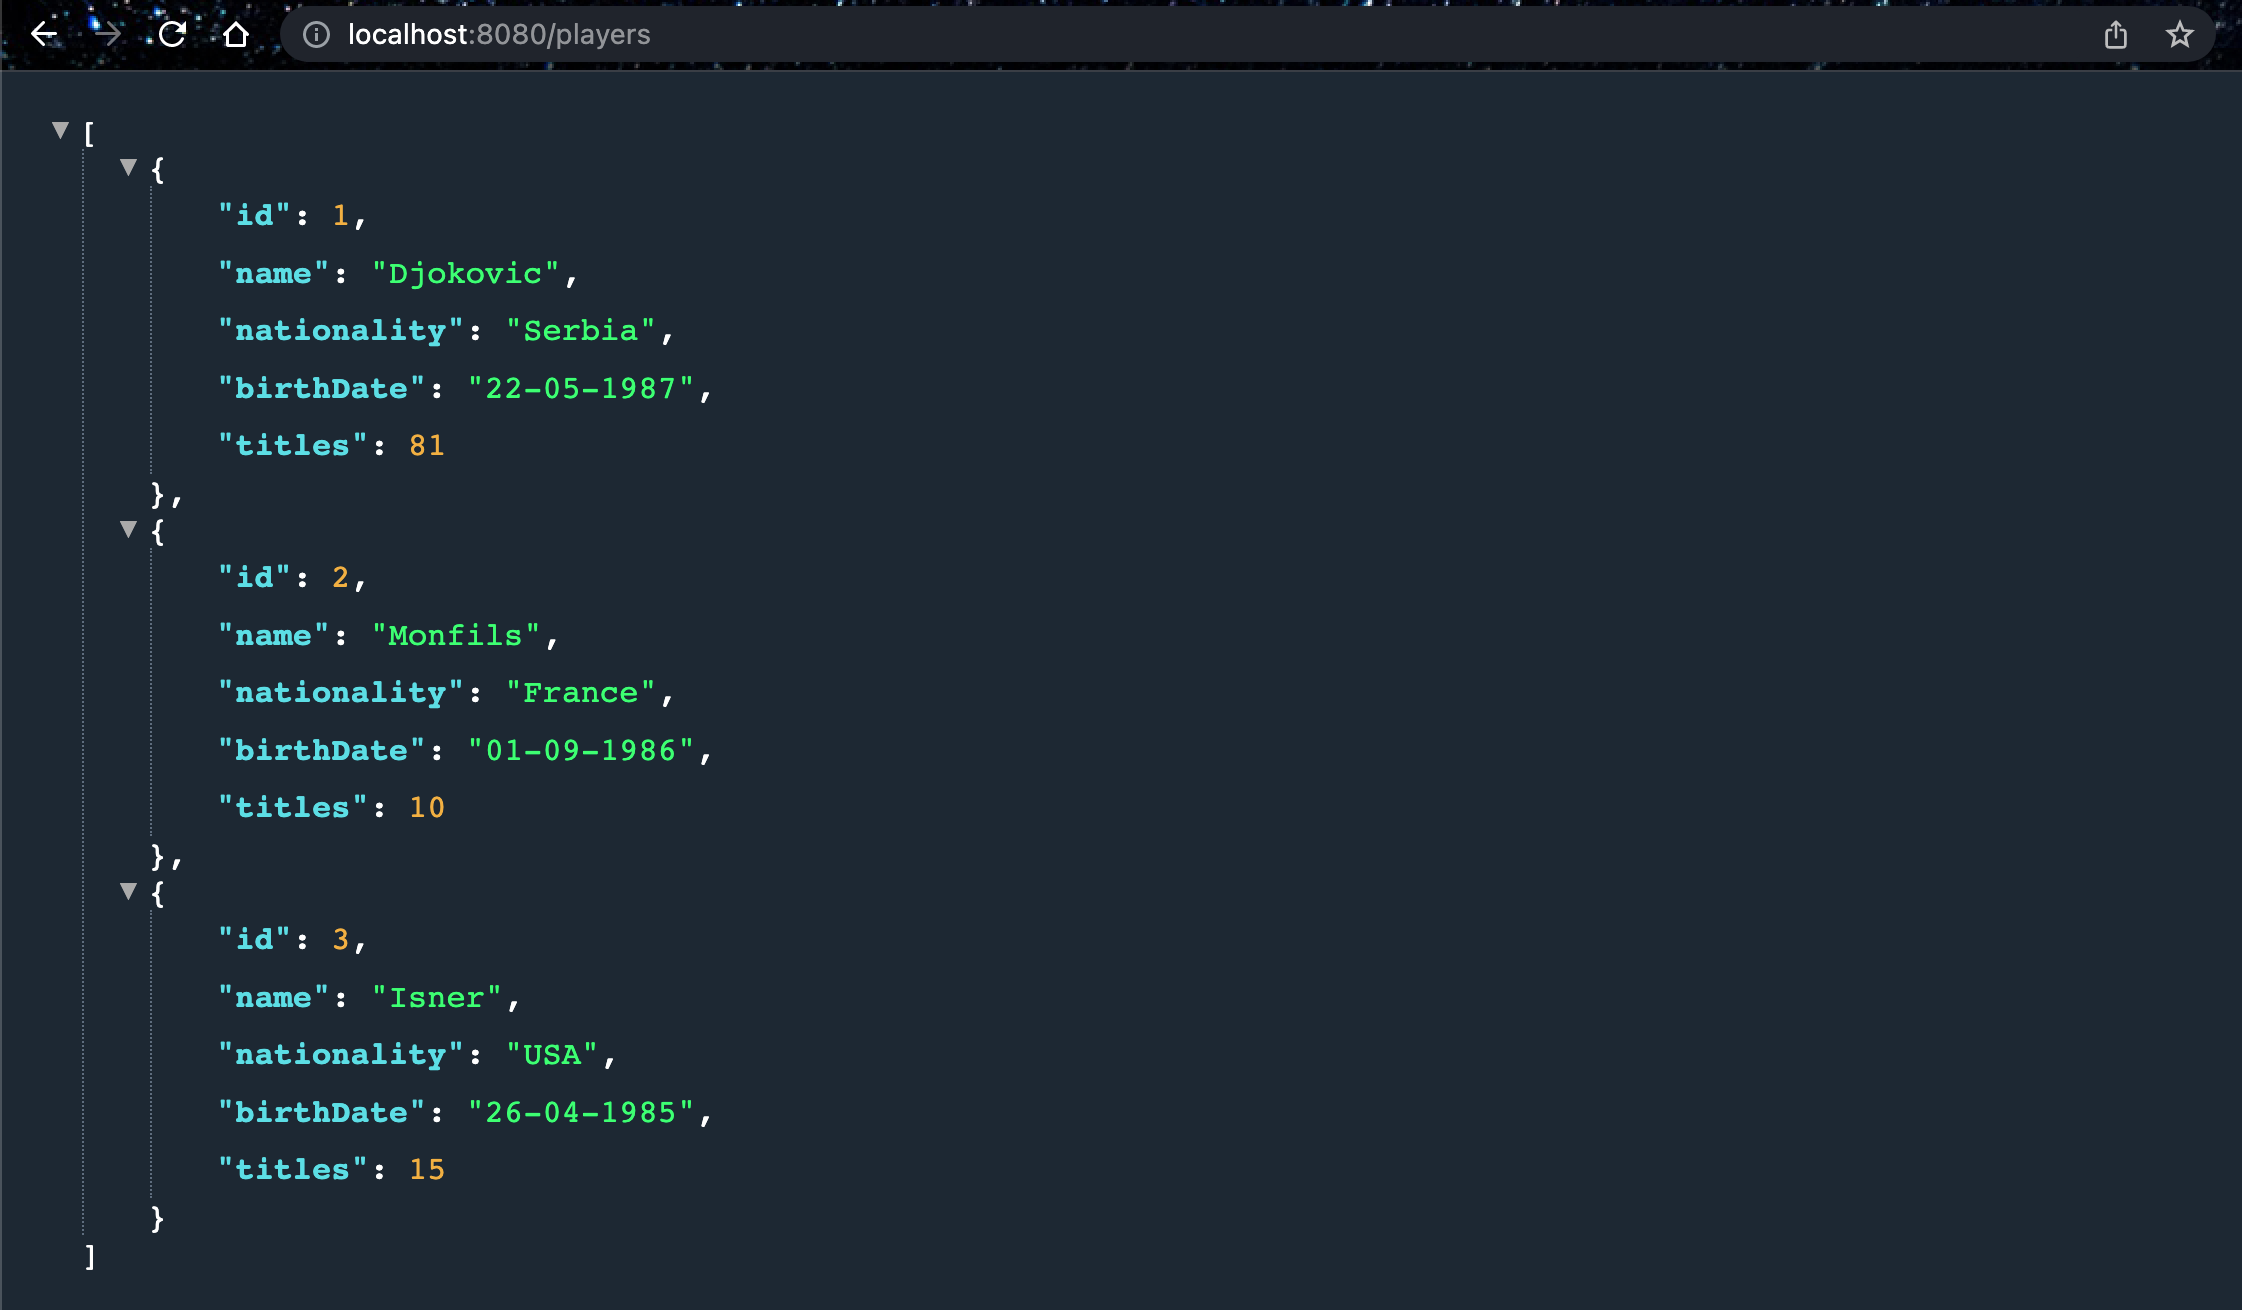 localhost:8080/players
[
{
"id": 1,
"name": "Djokovic",
"nationality": "Serbia",
"birthDate": "22-05-1987",
"titles": 81
},
{
"id": 2,
"name": "Monfils",
"nationality": "France",
"birthDate": "01-09-1986",
"titles": 10
},
{
"id": 3,
"name": "Isner",
"nationality": "USA",
"birthDate": "26-04-1985",
"titles": 15
}
]